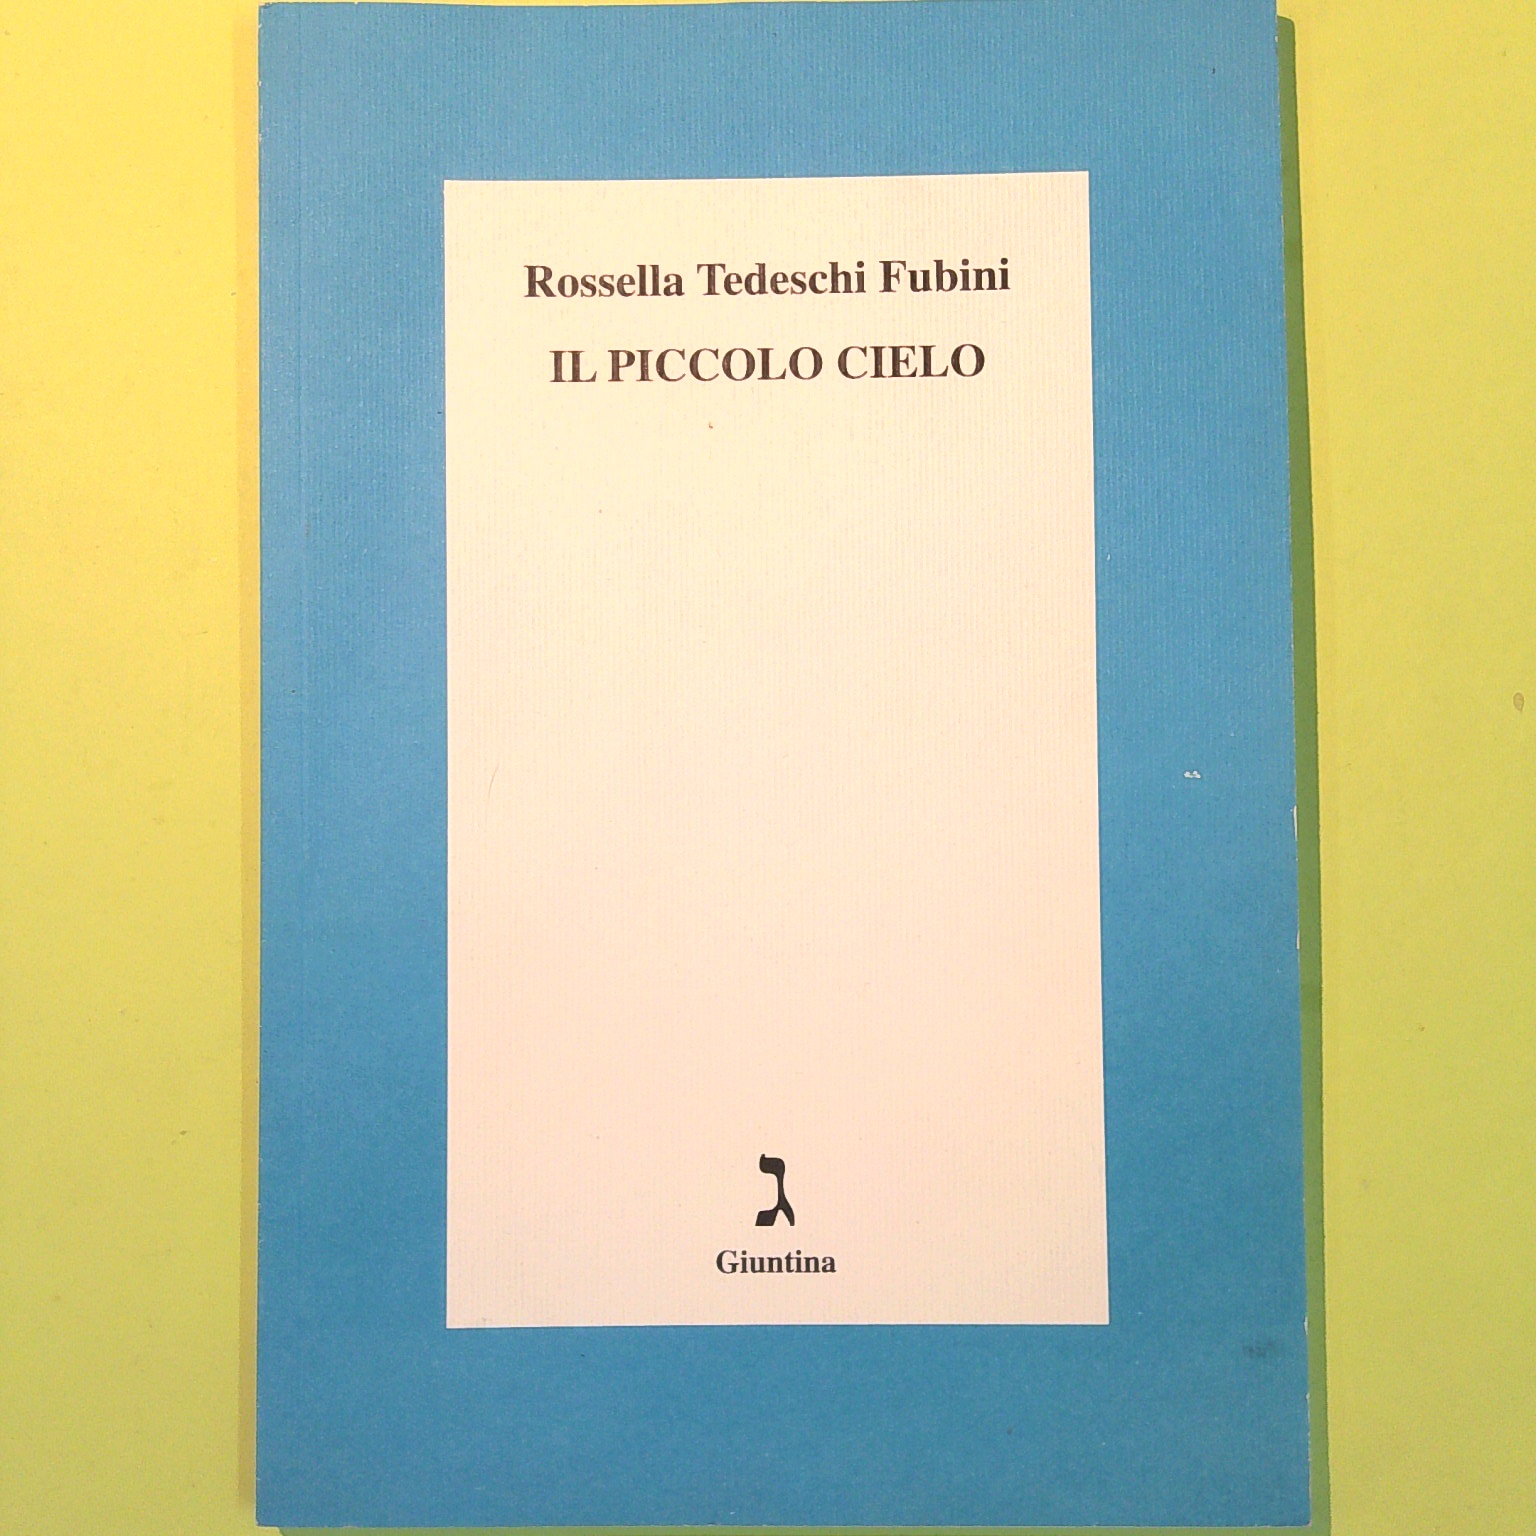 Rossella Tedeschi Fubini
IL PICCOLO CIELO
ג
Giuntina